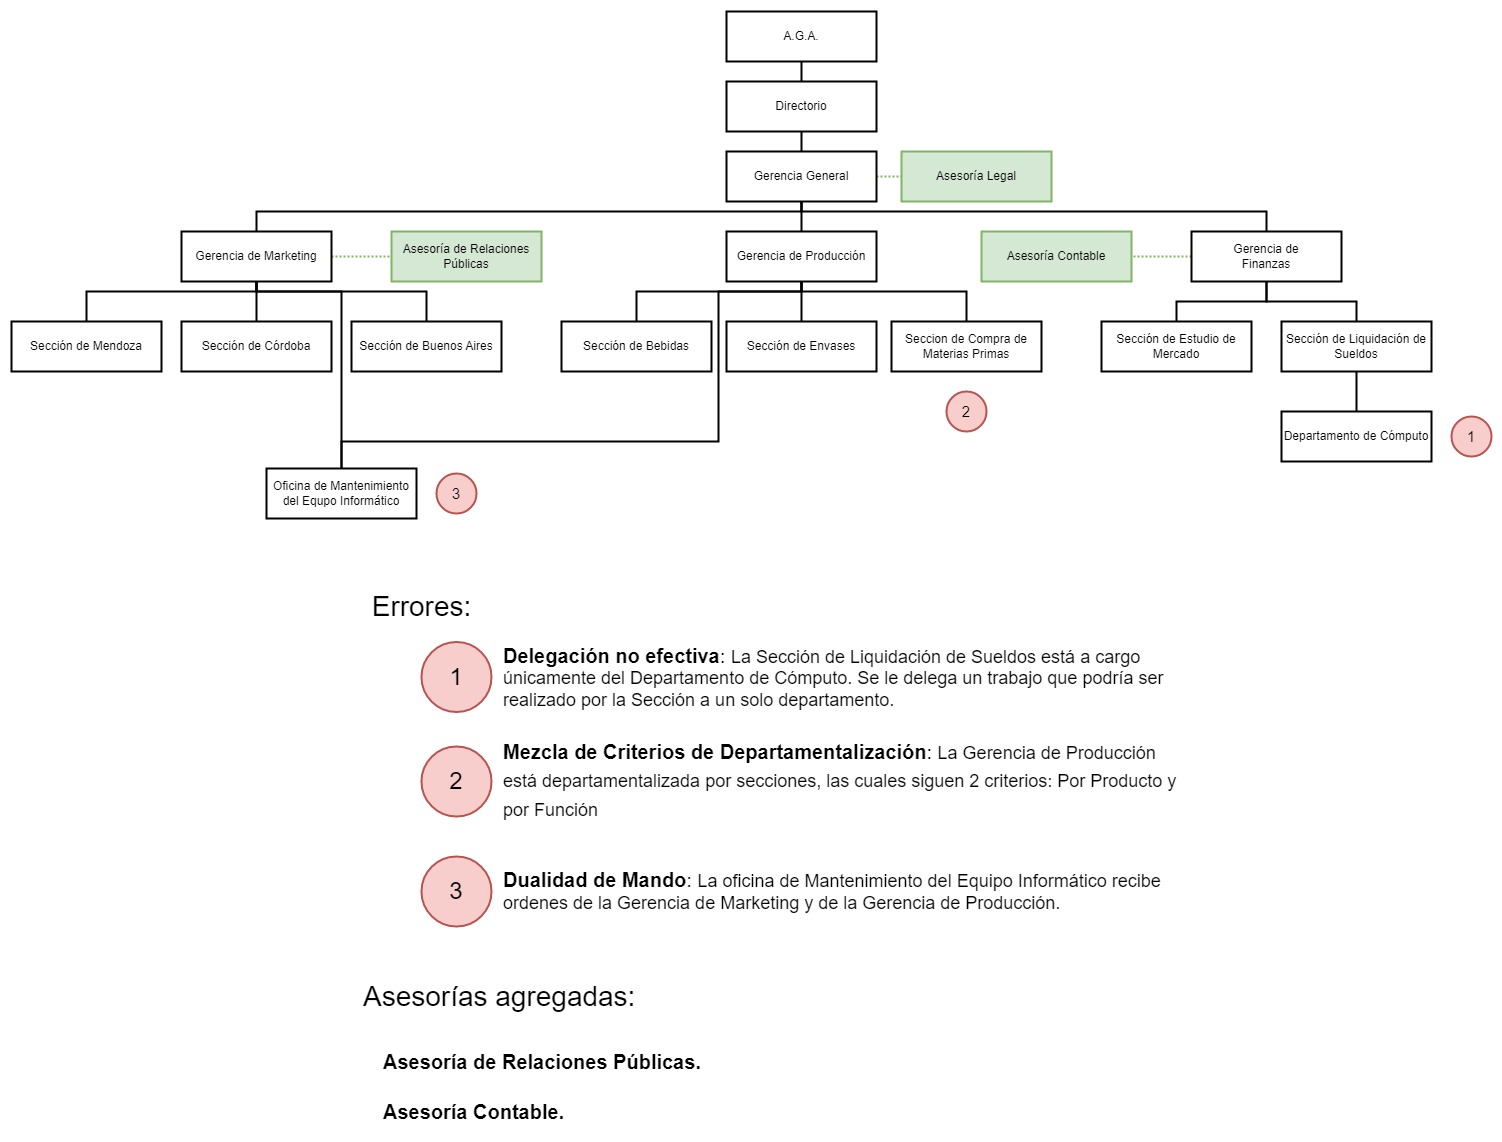 A.G.A.
Directorio
Gerencia General
Asesoría Legal
Gerencia de Marketing
Asesoría de Relaciones
Públicas
Gerencia de Producción
Asesoría Contable
Gerencia de
Finanzas
Sección de Mendoza
Sección de Córdoba
Sección de Buenos Aires
Sección de Bebidas
Sección de Envases
Seccion de Compra de
Materias Primas
Sección de Estudio de
Mercado
Sección de Liquidación de
Sueldos
2
Departamento de Cómputo
1
Oficina de Mantenimiento
del Equpo Informático
3
Errores:
1
Delegación no efectiva: La Sección de Liquidación de Sueldos está a cargo
únicamente del Departamento de Cómputo. Se le delega un trabajo que podría ser
realizado por la Sección a un solo departamento.
2
Mezcla de Criterios de Departamentalización: La Gerencia de Producción
está departamentalizada por secciones, las cuales siguen 2 criterios: Por Producto y
por Función
3
Dualidad de Mando: La oficina de Mantenimiento del Equipo Informático recibe
ordenes de la Gerencia de Marketing y de la Gerencia de Producción.
Asesorías agregadas:
Asesoría de Relaciones Públicas.
Asesoría Contable.